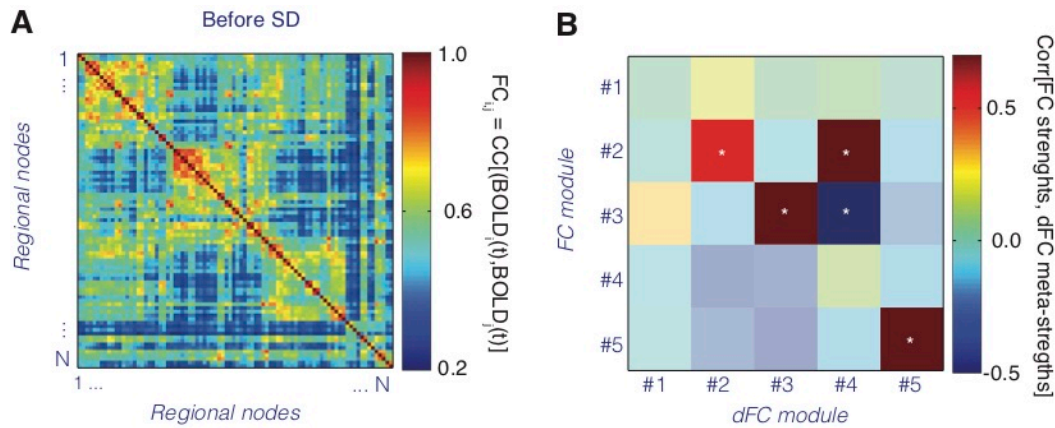 A
Before SD
1
...
Regional nodes
...
N
1 ...
... N
Regional nodes
1.0
0.6
0.2
FCi,j = CC[(BOLDi(t),BOLDj(t)]
B
#1
#2
#3
#4
#5
FC module
* *
* *
*
#1 #2 #3 #4 #5
dFC module
0.5
0.0
-0.5
Corr[FC strenghts, dFC meta-stregths]